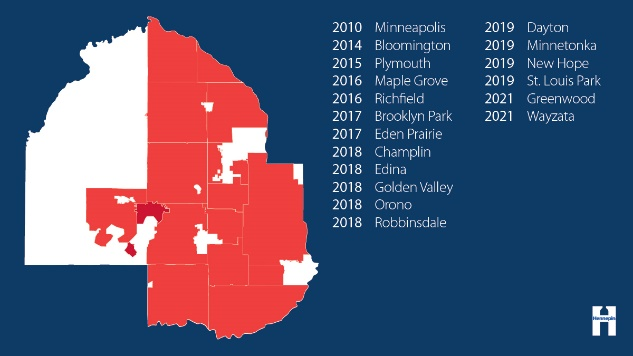 2010 Minneapolis
2014 Bloomington
2015 Plymouth
2016 Maple Grove
2016 Richfield
2017 Brooklyn Park
2017 Eden Prairie
2018 Champlin
2018 Edina
2018 Golden Valley
2018 Orono
2018 Robbinsdale
2019 Dayton
2019 Minnetonka
2019 New Hope
2019 St. Louis Park
2021 Greenwood
2021 Wayzata
Hennepin